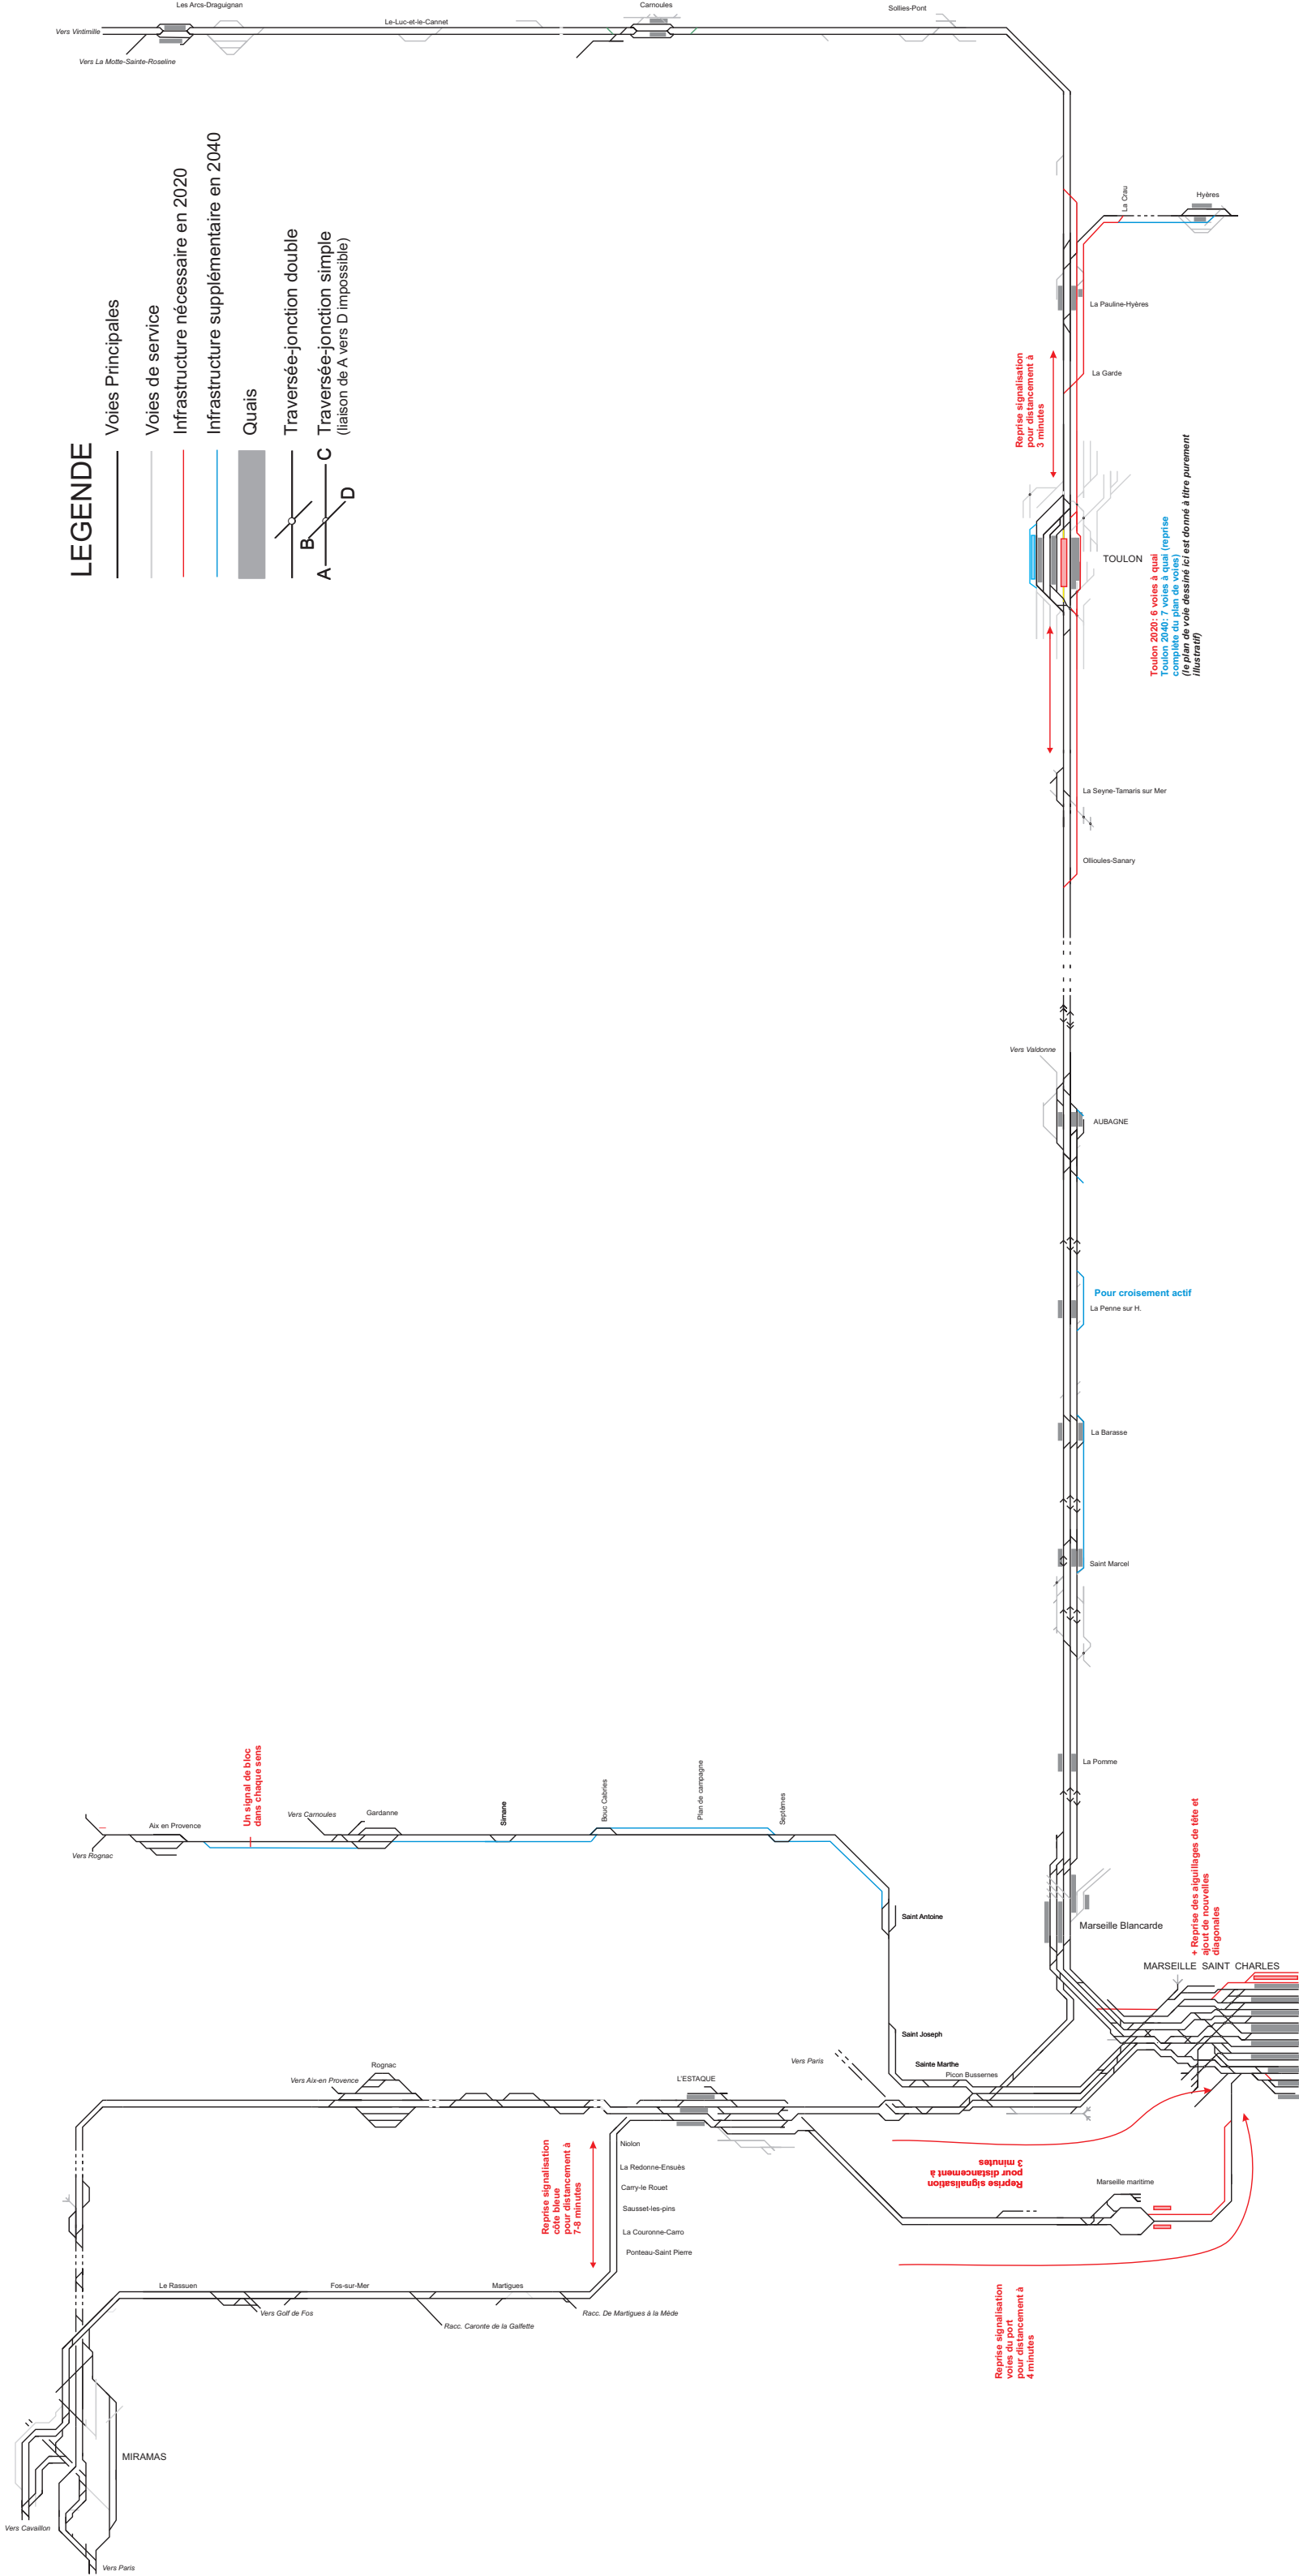 Les Arcs-Draguignan
Le-Luc-et-le-Cannet
Carnoules
Sollies-Pont
Vers Vintimille
Vers La Motte-Sainte-Roseline
LEGENDE
Voies Principales
Voies de service
Infrastructure nécessaire en 2020
Infrastructure supplémentaire en 2040
Quais
Traversée-jonction double
Traversée-jonction simple
(liaison de A vers D impossible)
A
B
C
D
La Crau
Hyères
La Pauline-Hyères
La Garde
Reprise signalisation
pour distancement à
3 minutes
TOULON
Toulon 2020: 6 voies à quai
Toulon 2040: 7 voies à quai (reprise
complète du plan de voies)
(le plan de voie dessiné ici est donné à titre purement
illustratif)
La Seyne-Tamaris sur Mer
Ollioules-Sanary
Vers Valdonne
AUBAGNE
Pour croisement actif
La Penne sur H.
La Barasse
Saint Marcel
La Pomme
Marseille Blancarde
+ Reprise des aiguillages de tête et
ajout de nouvelles
diagonales
MARSEILLE SAINT CHARLES
Un signal de bloc
dans chaque sens
Aix en Provence
Vers Rognac
Vers Carnoules
Gardanne
Simane
Bouc Cabries
Plan de campagne
Septèmes
Saint Antoine
Saint Joseph
Sainte Marthe
Picon Bussernes
Vers Paris
Vers Aix-en Provence
Rognac
L'ESTAQUE
Niolon
La Redonne-Ensuès
Carry-le Rouet
Sausset-les-pins
La Couronne-Carro
Ponteau-Saint Pierre
Reprise signalisation
côte bleue
pour distancement à
7-8 minutes
Reprise signalisation
pour distancement à
3 minutes
Marseille maritime
Reprise signalisation
voies du port
pour distancement à
4 minutes
Le Rassuen
Fos-sur-Mer
Martigues
Vers Golf de Fos
Racc. Caronte de la Galfette
Racc. De Martigues à la Méde
MIRAMAS
Vers Cavaillon
Vers Paris